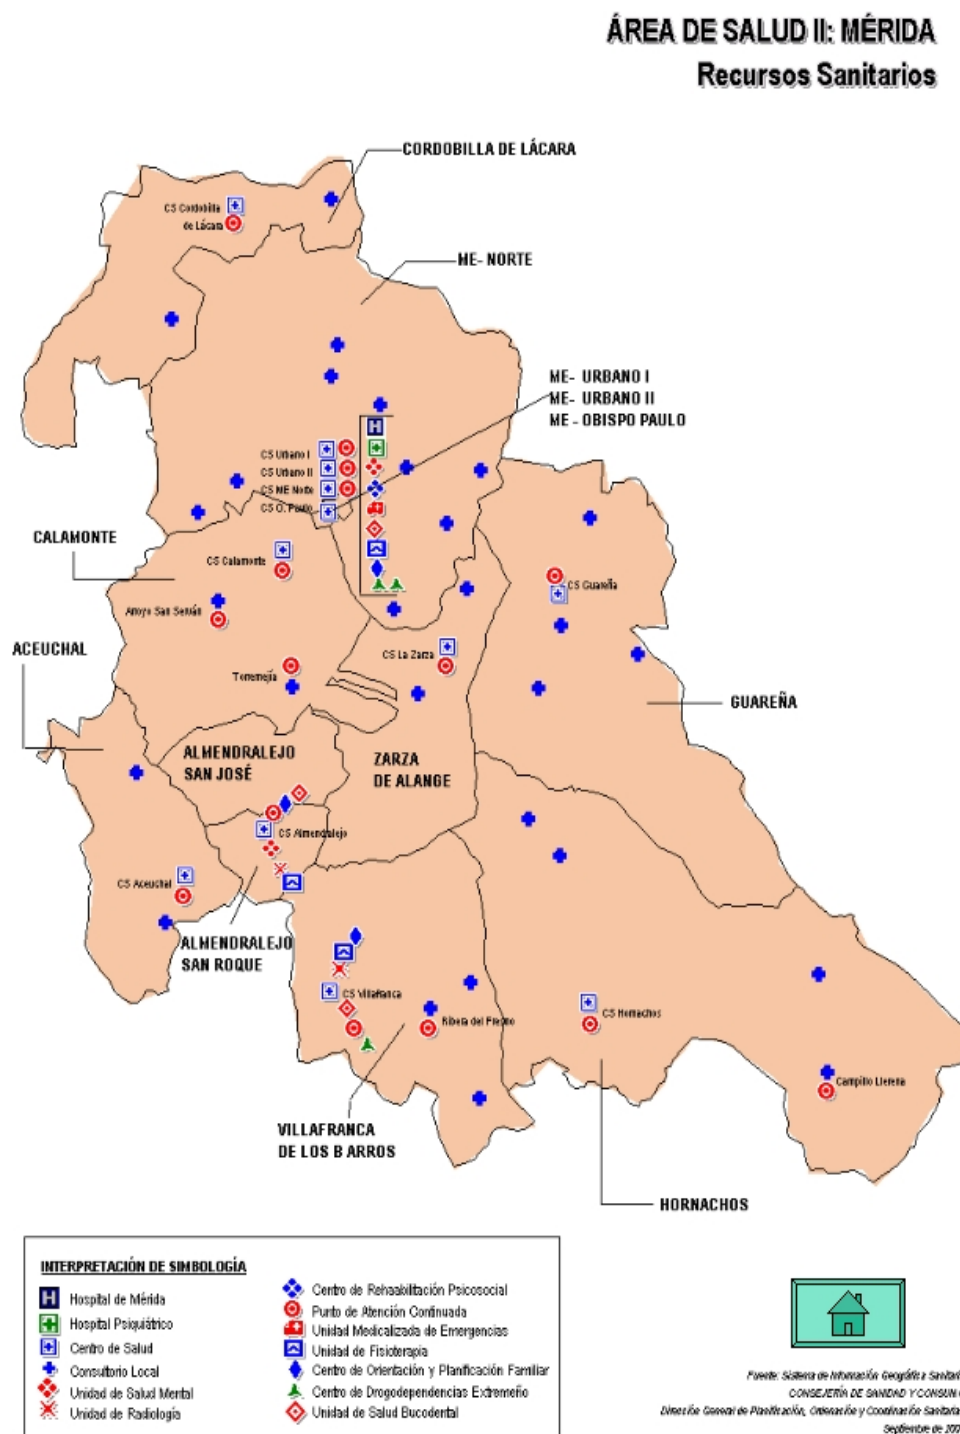 ÁREA DE SALUD II: MÉRIDA
Recursos Sanitarios
CORDOBILLA DE LÁCARA
CS Cordobilla
de Lácara
ME- NORTE
ME- URBANO I
ME- URBANO II
ME - OBISPO PAULO
CS Urbano I
CS Urbano II
CS ME Norte
CS O. Paulo
CALAMONTE
CS Calamonte
CS Guareña
Arroyo San Serván
ACEUCHAL
CS La Zarza
Torremejía
GUAREÑA
ALMENDRALEJO
SAN JOSÉ
ZARZA
DE ALANGE
CS Almendralejo
CS Aceuchal
ALMENDRALEJO
SAN ROQUE
CS Villafranca
Ribera del Fresno
CS Hornachos
Campillo Llerena
VILLAFRANCA
DE LOS B ARROS
HORNACHOS
INTERPRETACIÓN DE SIMBOLOGÍA
H Hospital de Mérida
Hospital Psiquiátrico
Centro de Salud
Consultorio Local
Unidad de Salud Mental
Unidad de Radiología
Centro de Rehaabilitación Psicosocial
Punto de Atención Continuada
Unidad Medicalizada de Emergencias
Unidad de Fisioterapia
Centro de Orientación y Planificación Familiar
Centro de Drogodependencias Extremeño
Unidad de Salud Bucodental
Fuente: Sistema de Información Geográfica Sanitari
CONSEJERÍA DE SANIDAD Y CONSUM
Dirección General de Planificación, Ordenación y Coordinación Sanitaria
Septiembre de 200